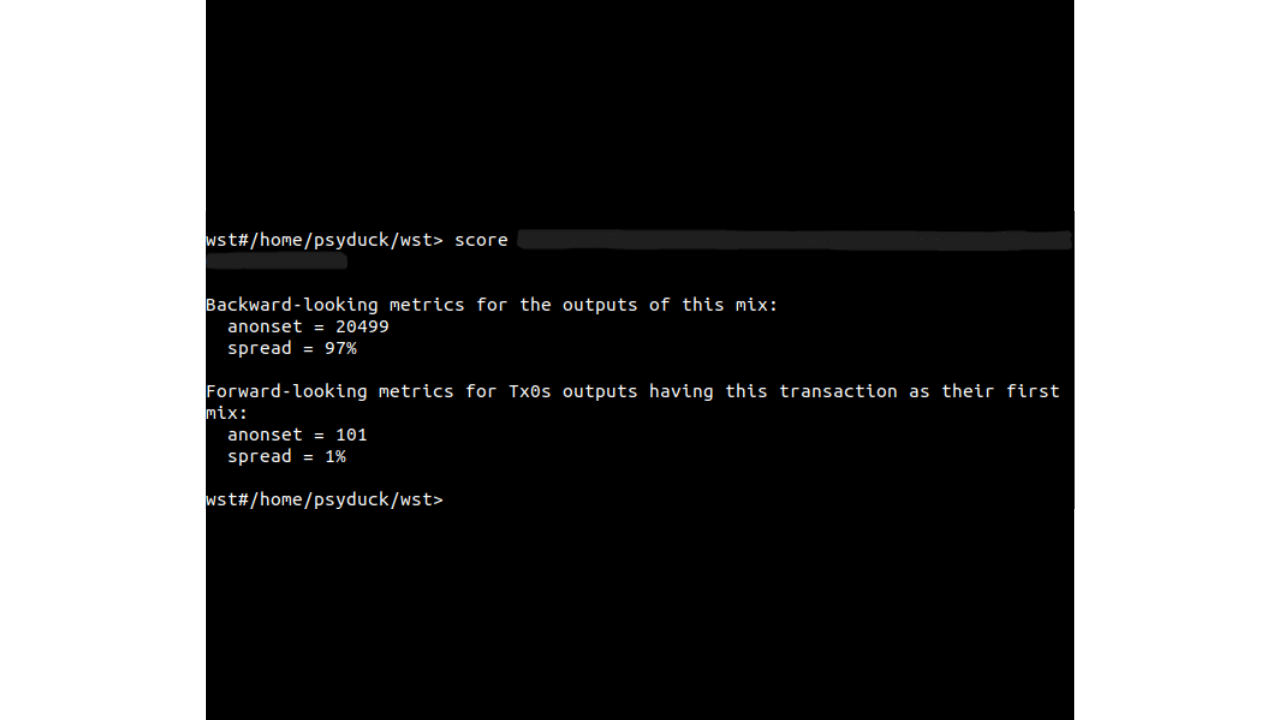 wst#/home/psyduck/wst> score
Backward-looking metrics for the outputs of this mix:
anonset = 20499
spread = 97%
Forward-looking metrics for Tx0s outputs having this transaction as their first
mix:
anonset = 101
spread = 1%
wst#/home/psyduck/wst>